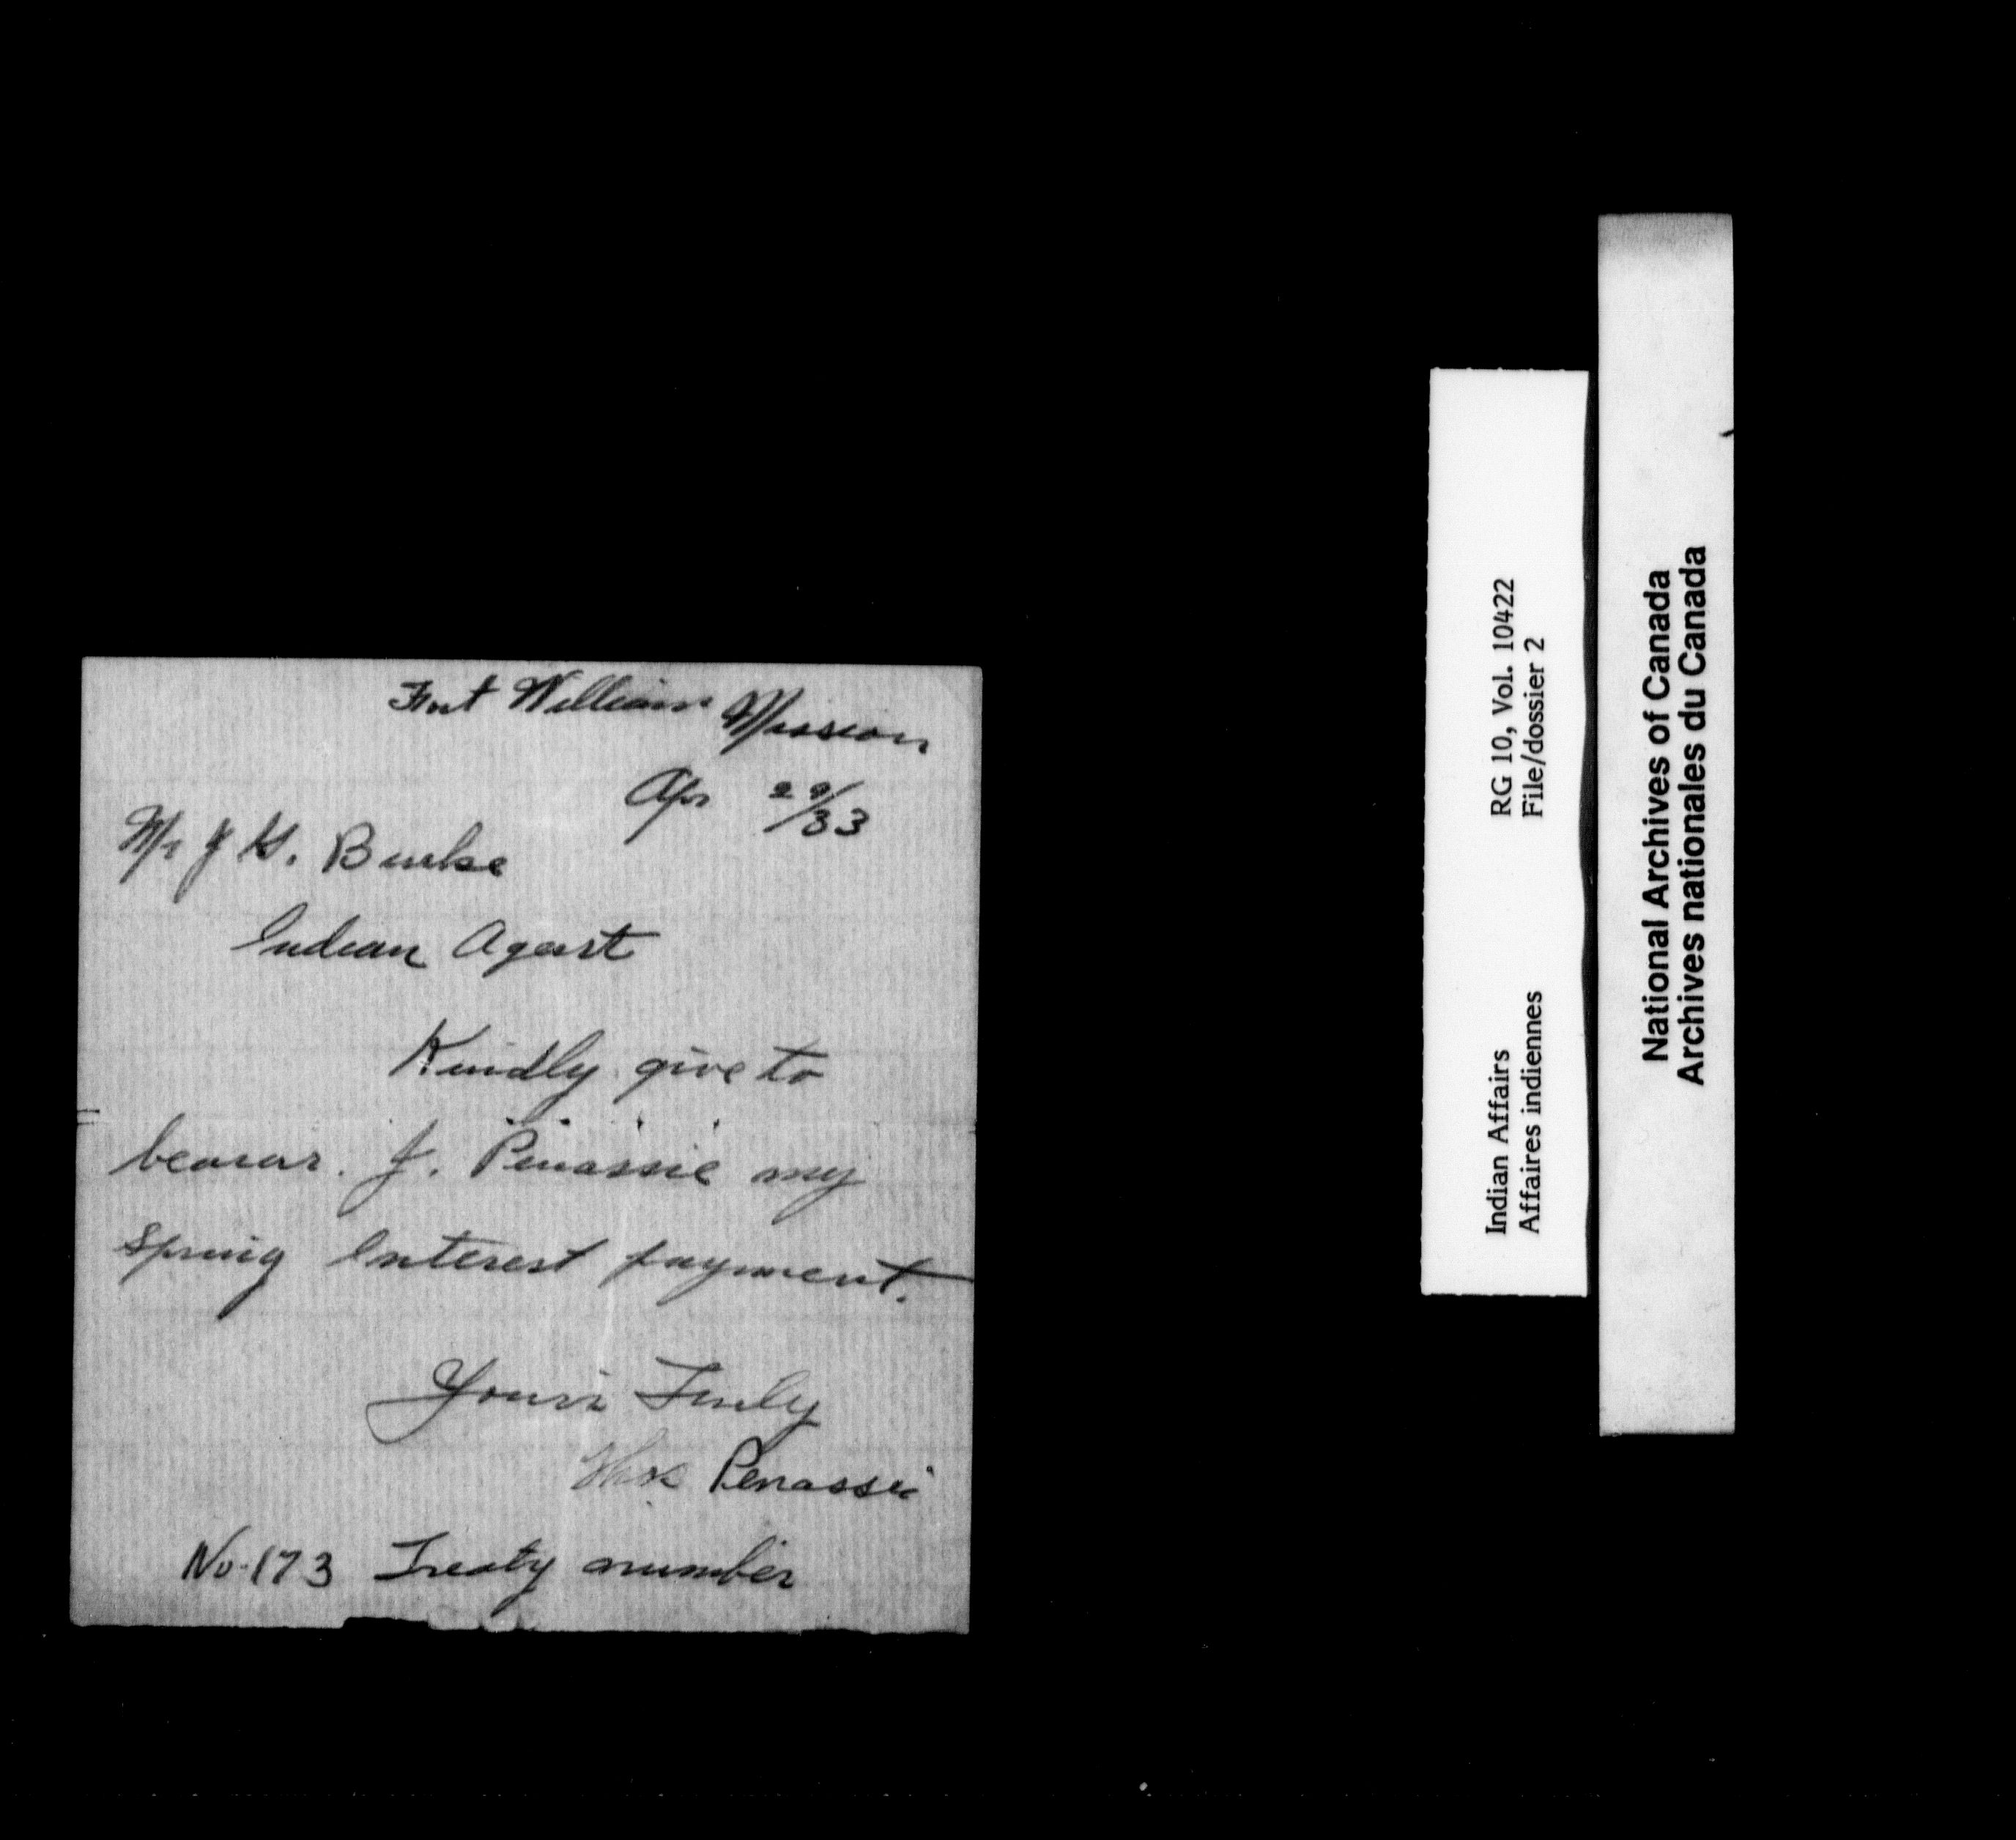 Fort William Mission
Apr 29/33
Mr J G. Burke
Indian Agent
Kindly give to
bearer. J. Penassie my
spring Interest payment.
Yours Truly
Penassie
No. 173 Treaty number
Indian Affairs RG 10, Vol. 10422
Affaires indiennes File/dossier 2
National Archives of Canada
Archives nationales du Canada